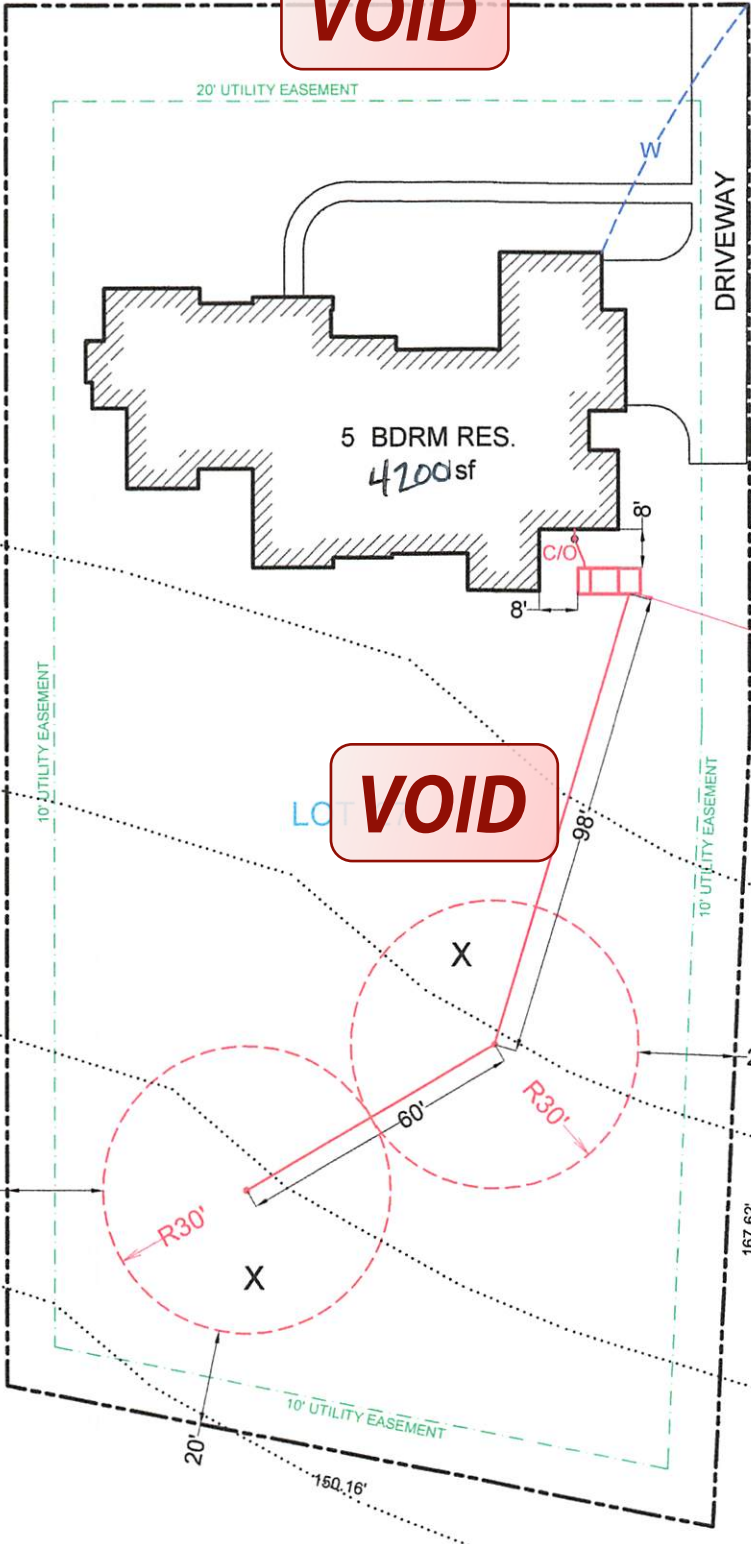 VOID
20' UTILITY EASEMENT
W
DRIVEWAY
5 BDRM RES.
4200 sf
8'
C/O
8'
10' UTILITY EASEMENT
10' UTILITY EASEMENT
VOID
98'
X
R30'
60'
R30'
X
167.62'
10' UTILITY EASEMENT
20'
150.16'